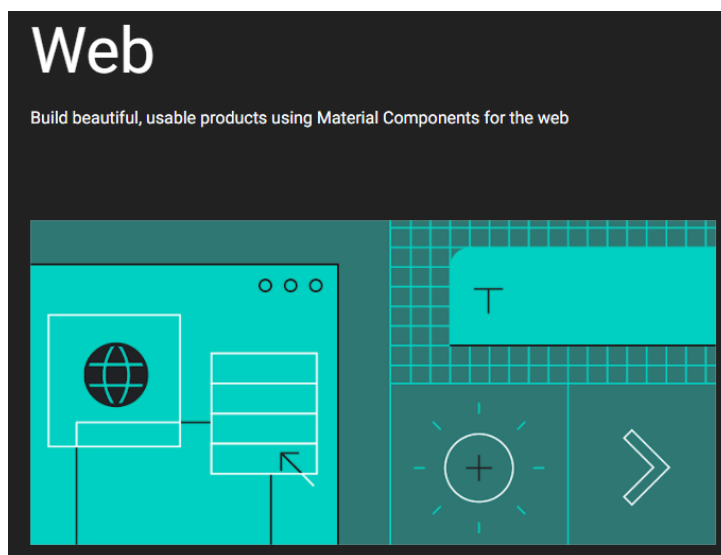 Web
Build beautiful, usable products using Material Components for the web
T